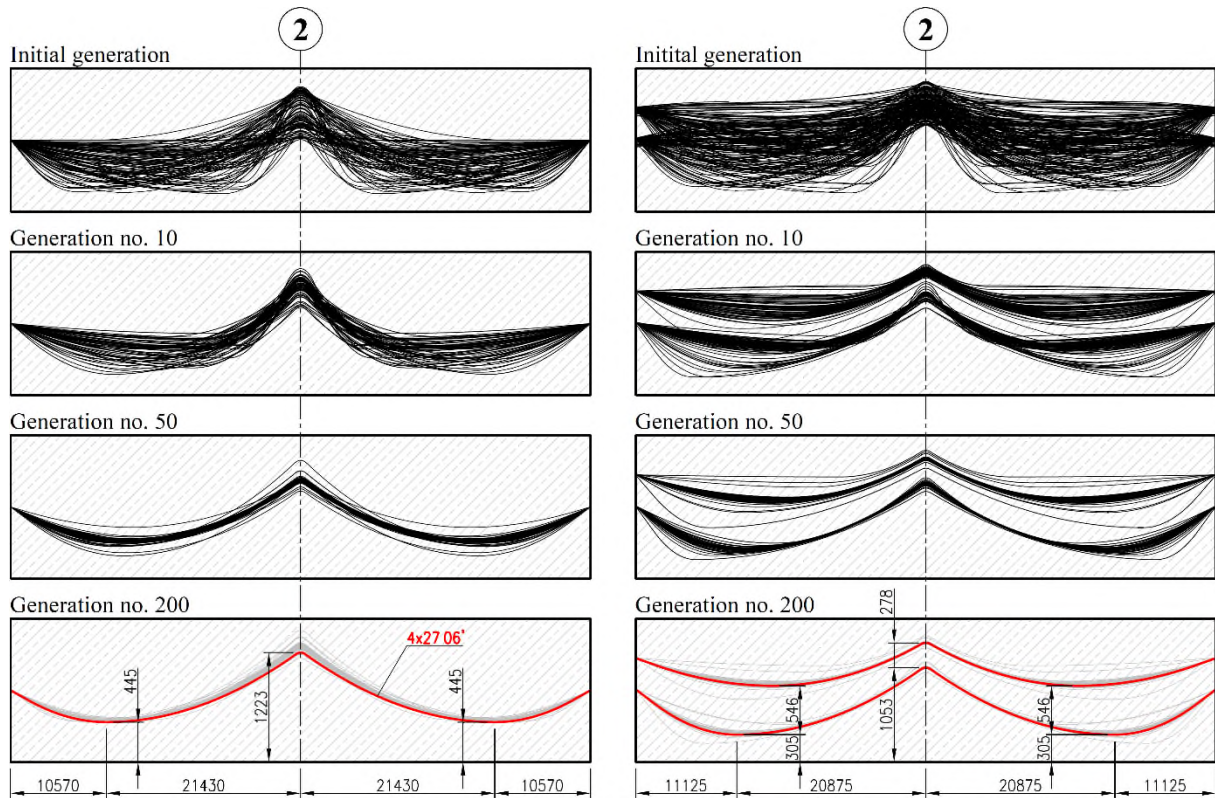 2
Initial generation
Generation no. 10
Generation no. 50
Generation no. 200
4x27 06*
445
1223
445
10570
21430
21430
10570
2
Initital generation
Generation no. 10
Generation no. 50
Generation no. 200
278
546
1053
546
305
305
11125
20875
20875
11125